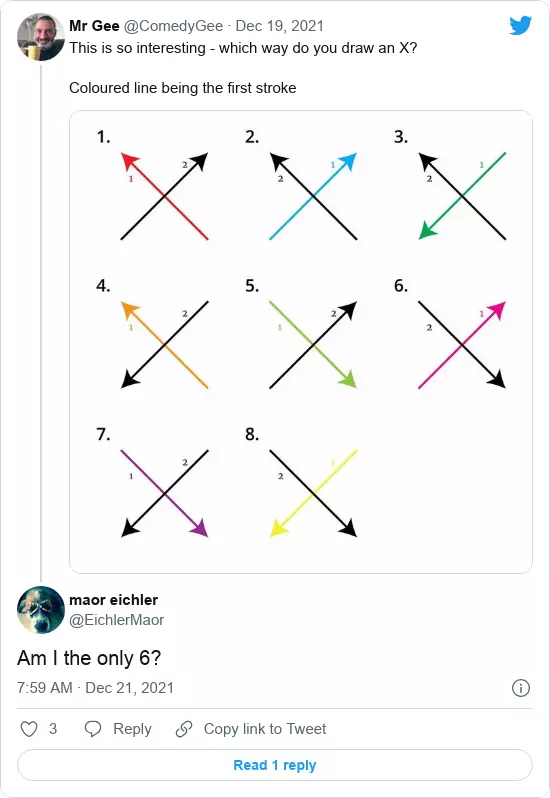 Mr Gee @ComedyGee · Dec 19, 2021
This is so interesting - which way do you draw an X?
Coloured line being the first stroke
1. 2. 3.
1 2 2 1 2 1
4. 5. 6.
1 2 1 2 2 1
7. 8.
1 2 2 1
maor eichler
@EichlerMaor
Am I the only 6?
7:59 AM · Dec 21, 2021
3 Reply Copy link to Tweet
Read 1 reply